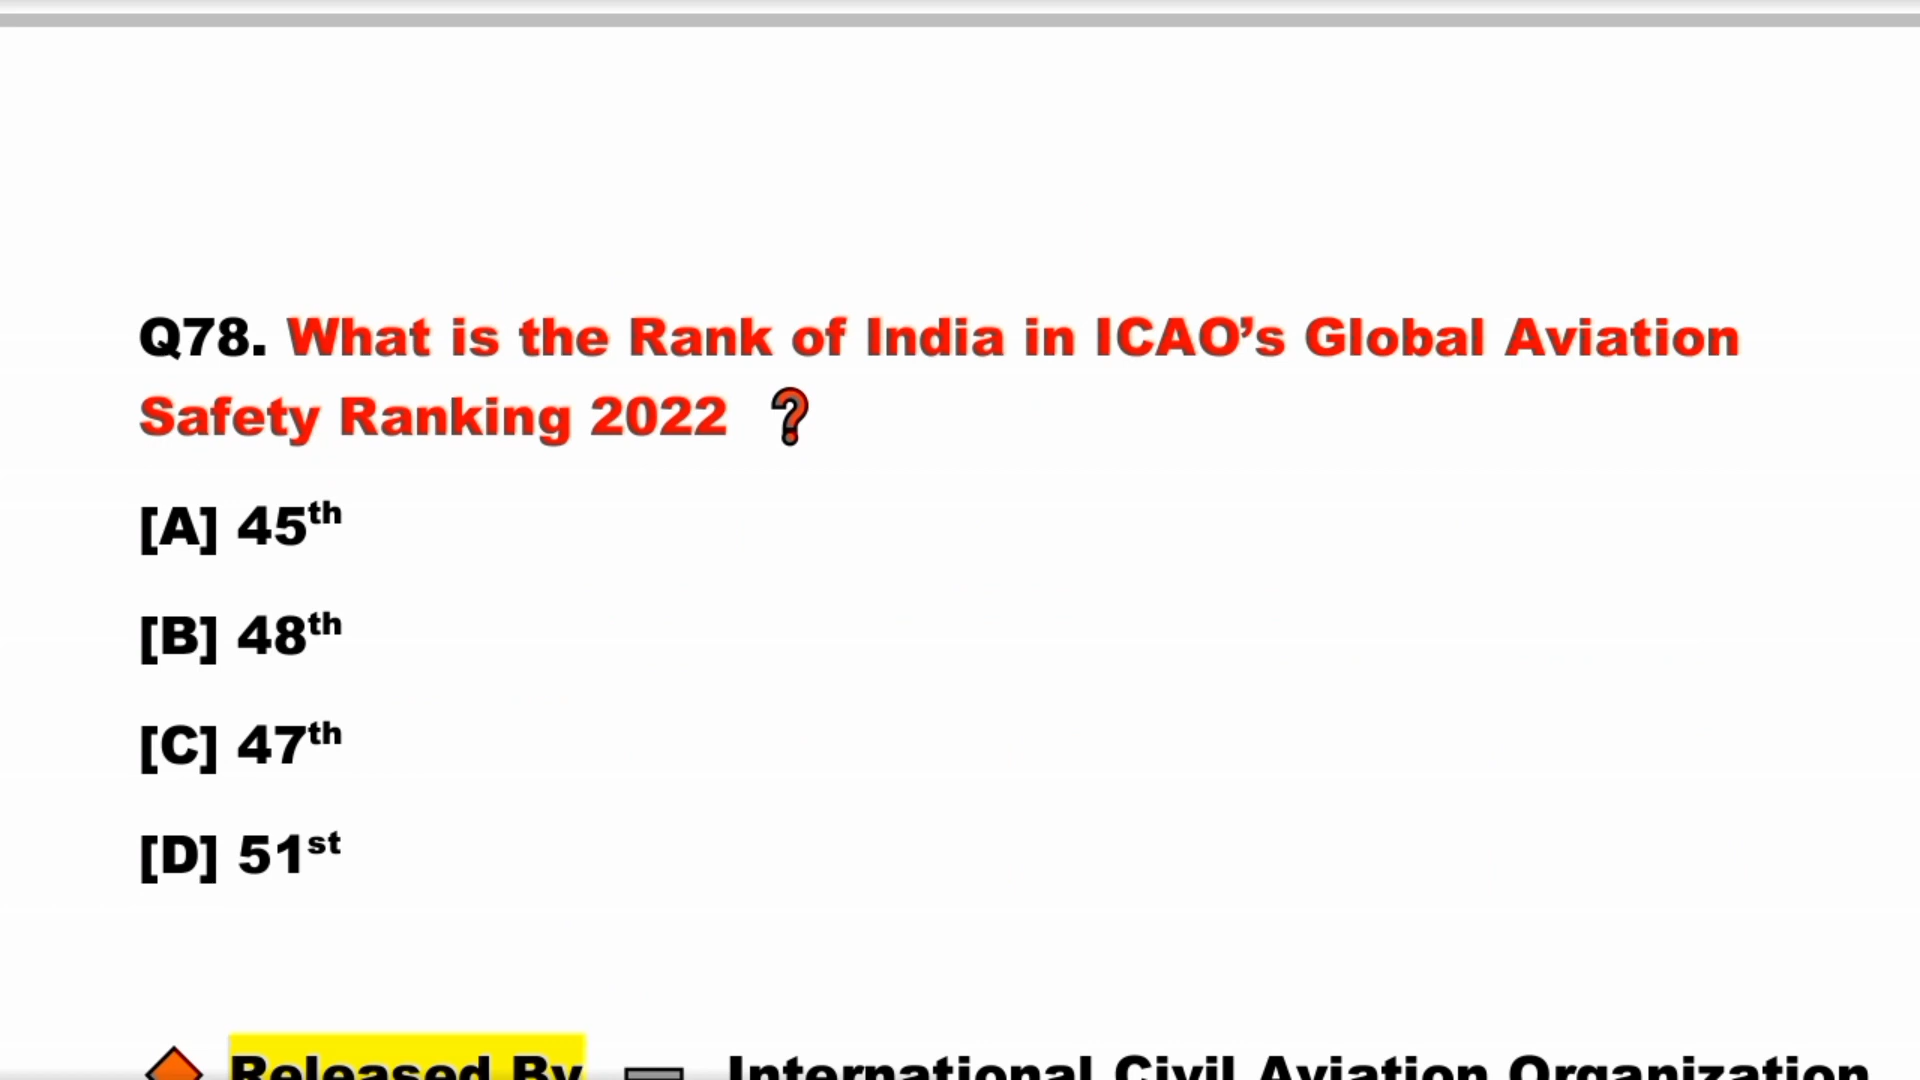 Q78. What is the Rank of India in ICAO’s Global Aviation
Safety Ranking 2022 ?
[A] 45th
[B] 48th
[C] 47th
[D] 51st
Released By — International Civil Aviation Organization